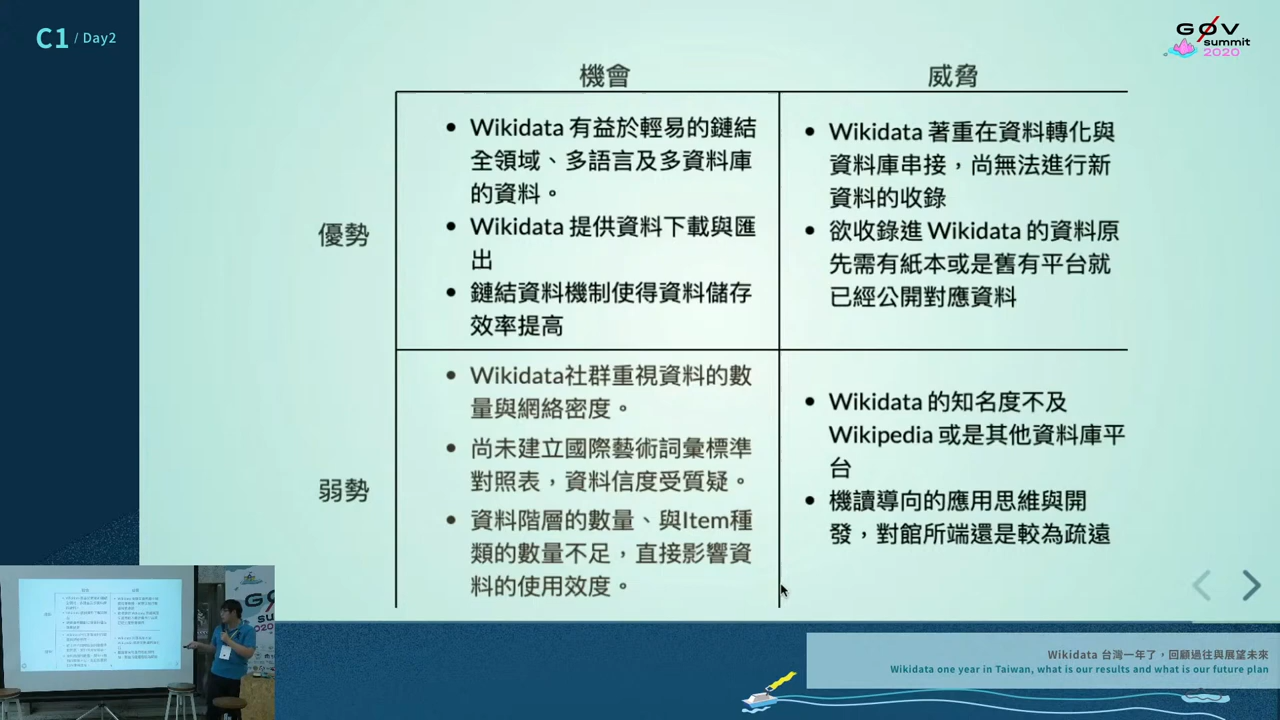 C1 / Day2
GØV
summit
2020
機會
威脅
優勢
Wikidata 有益於輕易的鏈結
全領域、多語言及多資料庫
的資料。
Wikidata 提供資料下載與匯
出
鏈結資料機制使得資料儲存
效率提高
Wikidata 著重在資料轉化與
資料庫串接，尚無法進行新
資料的收錄
欲收錄進 Wikidata 的資料原
先需有紙本或是舊有平台就
已經公開對應資料
弱勢
Wikidata社群重視資料的數
量與網絡密度。
尚未建立國際藝術詞彙標準
對照表，資料信度受質疑。
資料階層的數量、與Item種
類的數量不足，直接影響資
料的使用效度。
Wikidata 的知名度不及
Wikipedia 或是其他資料庫平
台
機讀導向的應用思維與開
發，對館所端還是較為疏遠
Wikidata 台灣一年了，回顧過往與展望未來
Wikidata one year in Taiwan, what is our results and what is our future plan